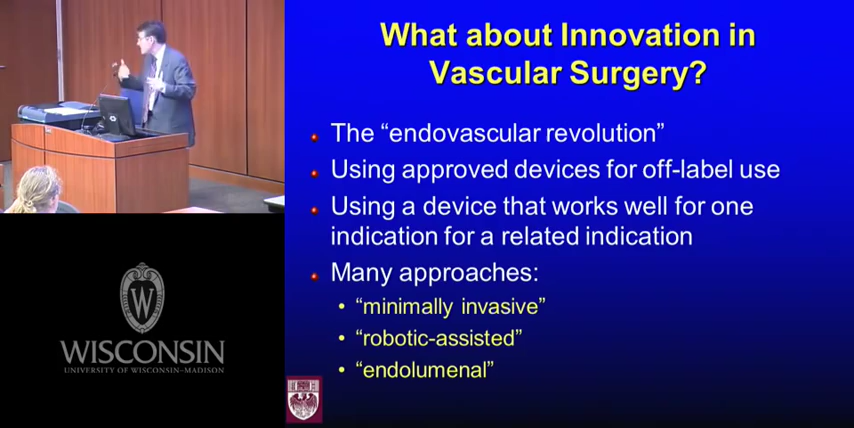 What about Innovation in
Vascular Surgery?
The “endovascular revolution”
Using approved devices for off-label use
Using a device that works well for one
indication for a related indication
Many approaches:
“minimally invasive”
“robotic-assisted”
“endolumenal”
W
WISCONSIN
UNIVERSITY OF WISCONSIN–MADISON